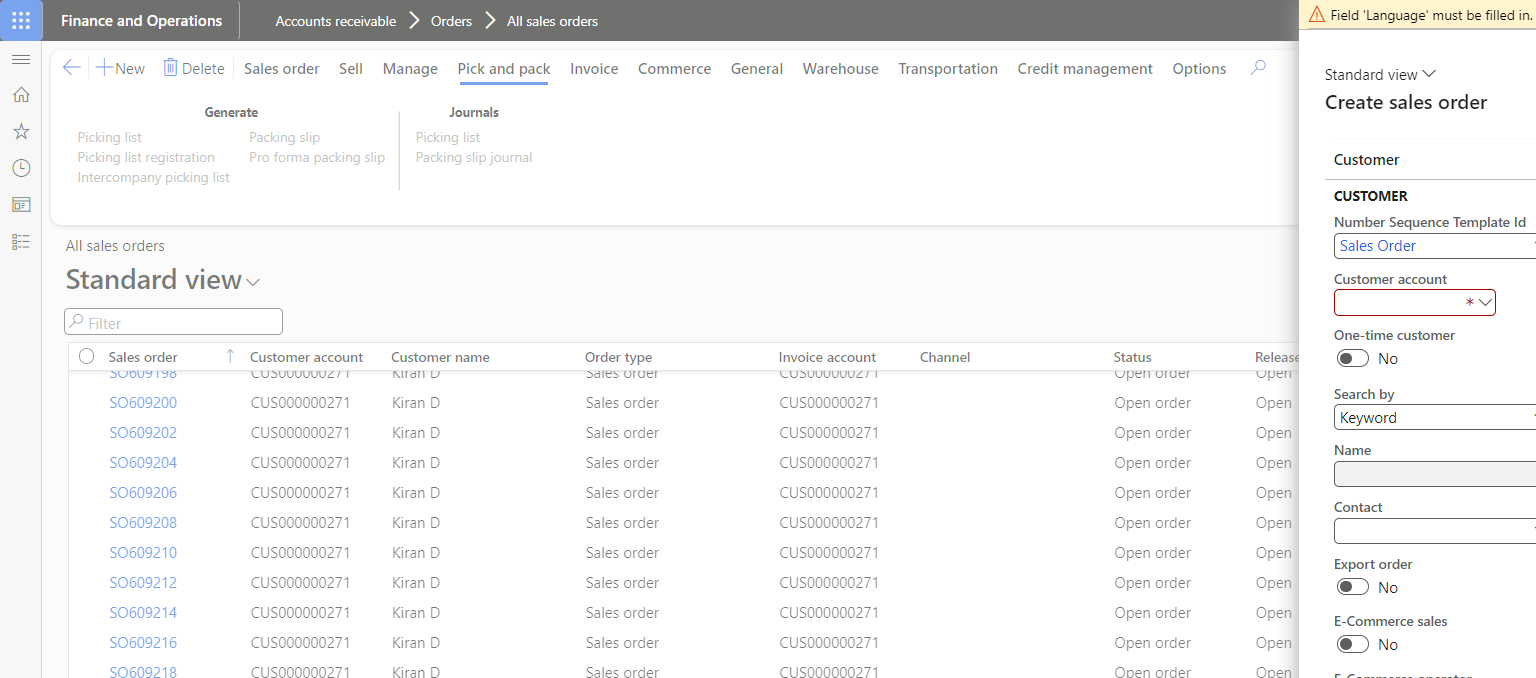 Finance and Operations
Accounts receivable
Orders
All sales orders
Field 'Language' must be filled in.
New
Delete
Sales order
Sell
Manage
Pick and pack
Invoice
Commerce
General
Warehouse
Transportation
Credit management
Options
Generate
Picking list
Picking list registration
Intercompany picking list
Packing slip
Pro forma packing slip
Journals
Picking list
Packing slip journal
All sales orders
Standard view
Filter
Sales order Customer account Customer name Order type Invoice account Channel Status Release
SO609198 CUS000000271 Kiran D Sales order CUS000000271 Open order Open
SO609200 CUS000000271 Kiran D Sales order CUS000000271 Open order Open
SO609202 CUS000000271 Kiran D Sales order CUS000000271 Open order Open
SO609204 CUS000000271 Kiran D Sales order CUS000000271 Open order Open
SO609206 CUS000000271 Kiran D Sales order CUS000000271 Open order Open
SO609208 CUS000000271 Kiran D Sales order CUS000000271 Open order Open
SO609210 CUS000000271 Kiran D Sales order CUS000000271 Open order Open
SO609212 CUS000000271 Kiran D Sales order CUS000000271 Open order Open
SO609214 CUS000000271 Kiran D Sales order CUS000000271 Open order Open
SO609216 CUS000000271 Kiran D Sales order CUS000000271 Open order Open
SO609218 CUS000000271 Kiran D Sales order CUS000000271 Open order Open
Standard view
Create sales order
Customer
CUSTOMER
Number Sequence Template Id
Sales Order
Customer account
*
One-time customer
No
Search by
Keyword
Name
Contact
Export order
No
E-Commerce sales
No
E-Commerce operator